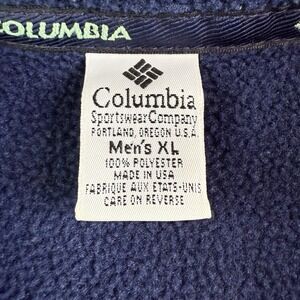 COLUMBIA
Columbia
Sportswear Company
PORTLAND, OREGON U.S.A.
Men's XL
100% POLYESTER
MADE IN USA
FABRIQUE AUX ETATS-UNIS
CARE ON REVERSE